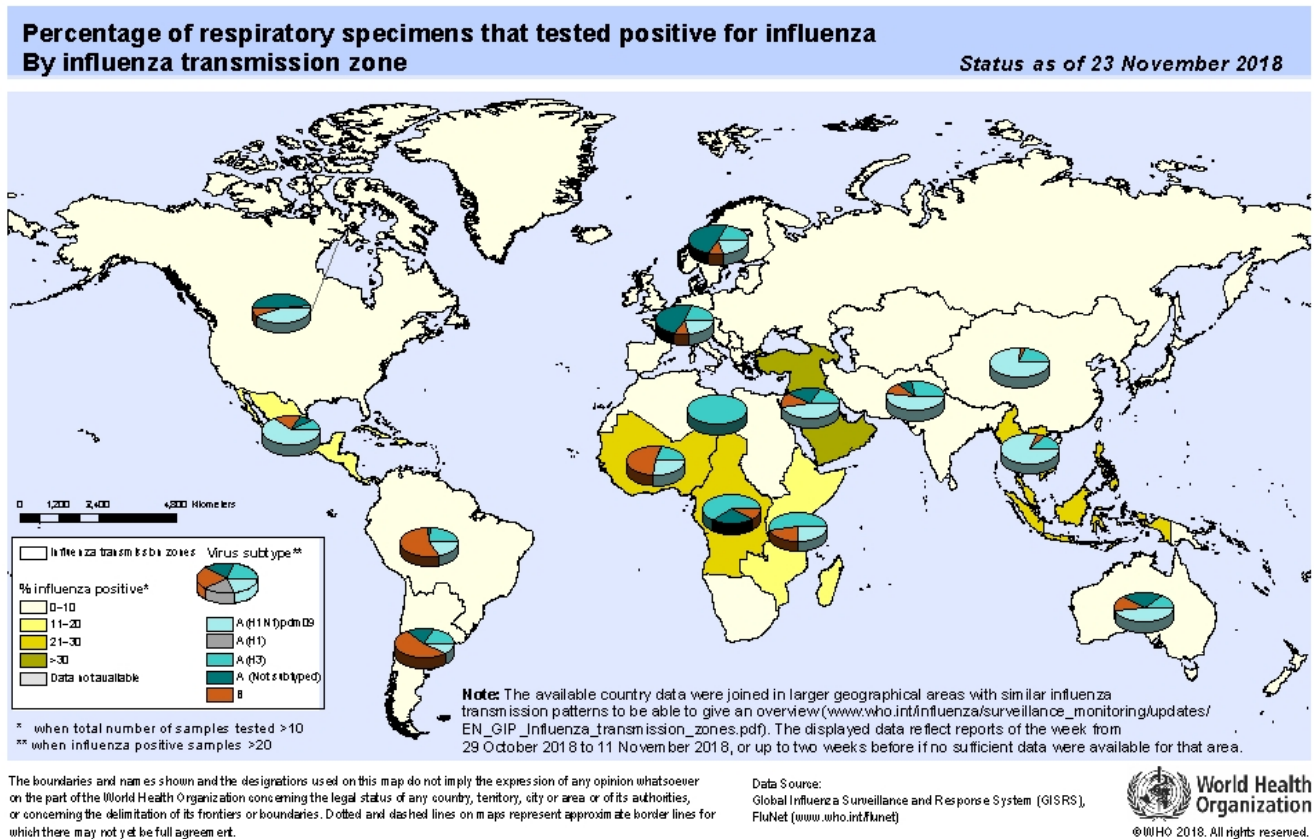 Percentage of respiratory specimens that tested positive for influenza
By influenza transmission zone
Status as of 23 November 2018
0 1,200 2,400 4,800 Kilometers
Influenza transmission zones
Virus subtype**
% influenza positive*
0-10
11-20
21-30
>30
Data not available
A(H1N1)pdm09
A(H1)
A(H3)
A (Not subtyped)
B
* when total number of samples tested >10
** when influenza positive samples >20
Note: The available country data were joined in larger geographical areas with similar influenza
transmission patterns to be able to give an overview (www.who.int/influenza/surveillance_monitoring/updates/
EN_GIP_Influenza_transmission_zones.pdf). The displayed data reflect reports of the week from
29 October 2018 to 11 November 2018, or up to two weeks before if no sufficient data were available for that area.
The boundaries and names shown and the designations used on this map do not imply the expression of any opinion whatsoever
on the part of the World Health Organization concerning the legal status of any country, territory, city or area or of its authorities,
or concerning the delimitation of its frontiers or boundaries. Dotted and dashed lines on maps represent approximate border lines for
which there may not yet be full agreement.
Data Source:
Global Influenza Surveillance and Response System (GISRS),
FluNet (www.who.int/flunet)
World Health
Organization
© WHO 2018. All rights reserved.